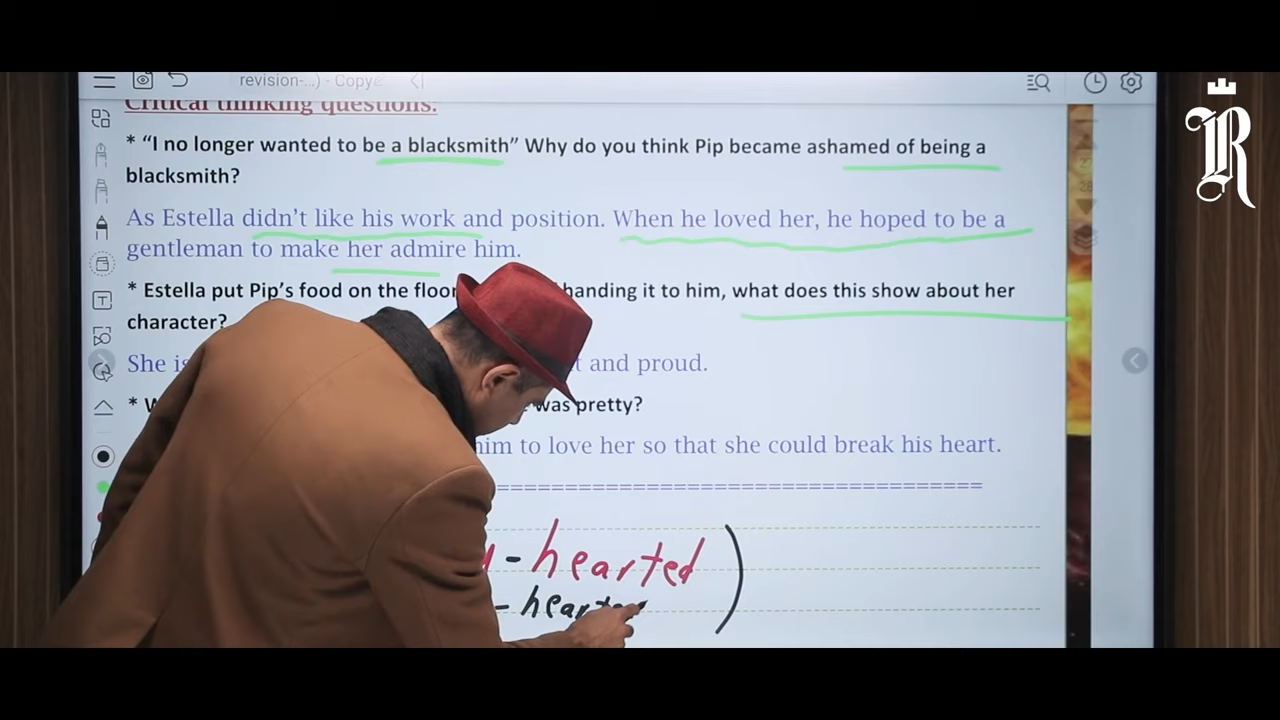 revision-...) - Copye
Critical thinking questions:
* “I no longer wanted to be a blacksmith” Why do you think Pip became ashamed of being a
blacksmith?
As Estella didn’t like his work and position. When he loved her, he hoped to be a
gentleman to make her admire him.
* Estella put Pip’s food on the floor handing it to him, what does this show about her
character?
She is and proud.
* was pretty?
him to love her so that she could break his heart.
=================================
-hearted
-hearted
R